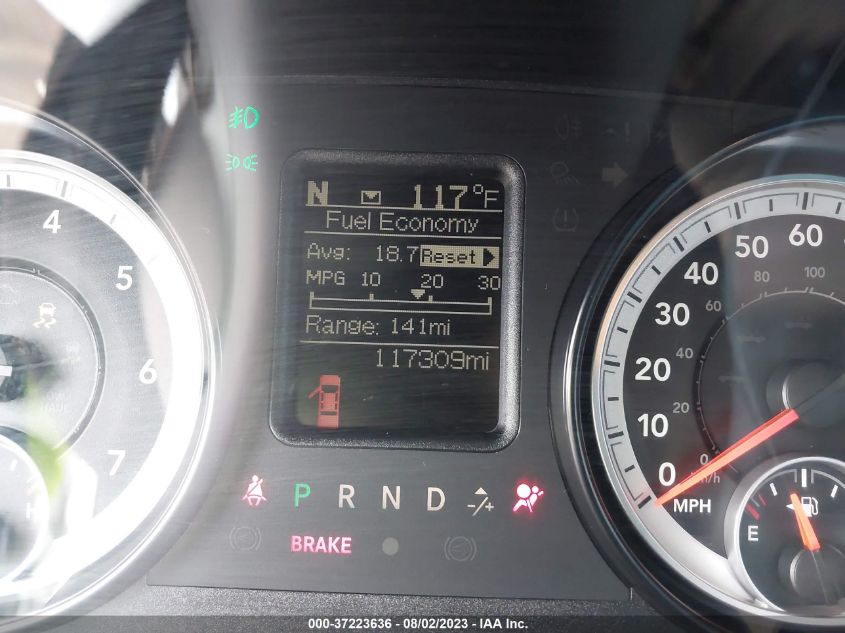 N 117°F
Fuel Economy
Avg: 18.7 Reset
MPG 10 20 30
Range: 141mi
117309mi
P R N D -/+
BRAKE
4
5
6
7
H
60
50
40
30
20
10
0
100
80
60
40
20
0
km/h
MPH
E
000-37223636 - 08/02/2023 - IAA Inc.